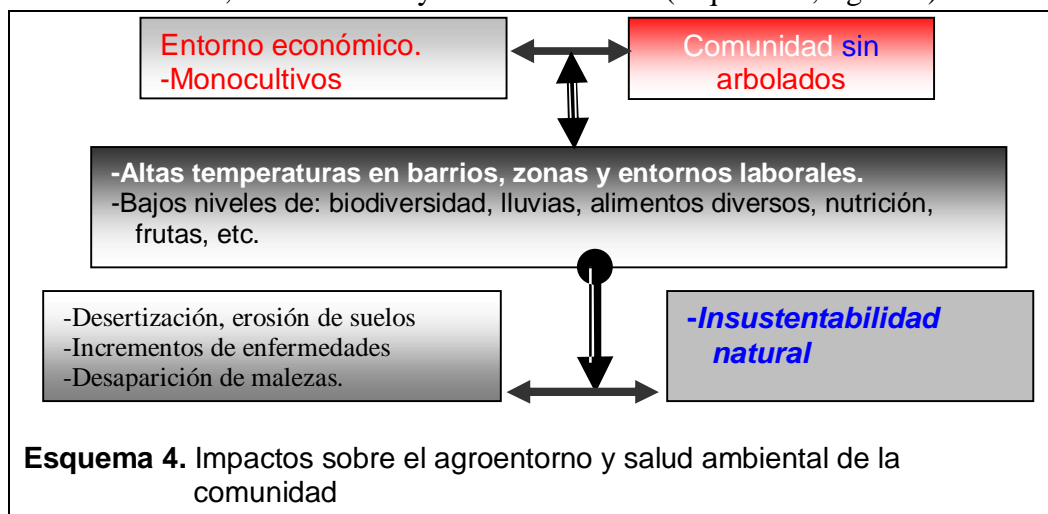 Entorno económico.
-Monocultivos
Comunidad sin
arbolados
-Altas temperaturas en barrios, zonas y entornos laborales.
-Bajos niveles de: biodiversidad, lluvias, alimentos diversos, nutrición,
frutas, etc.
-Desertización, erosión de suelos
-Incrementos de enfermedades
-Desaparición de malezas.
-Insustentabilidad
natural
Esquema 4. Impactos sobre el agroentorno y salud ambiental de la
comunidad